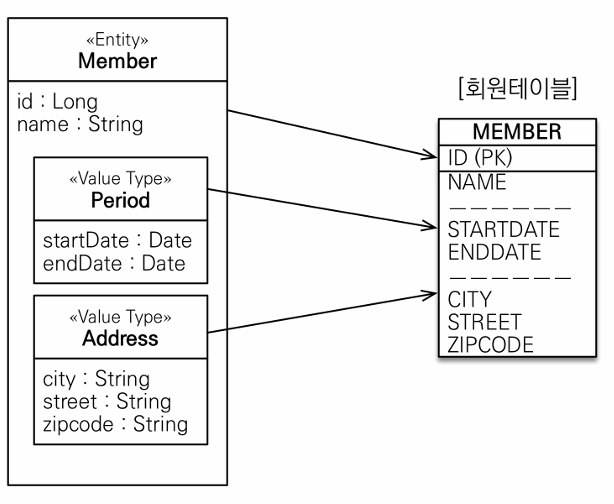 «Entity»
Member
id : Long
name : String
«Value Type»
Period
startDate : Date
endDate : Date
«Value Type»
Address
city : String
street : String
zipcode : String
[회원테이블]
MEMBER
ID (PK)
NAME
STARTDATE
ENDDATE
CITY
STREET
ZIPCODE